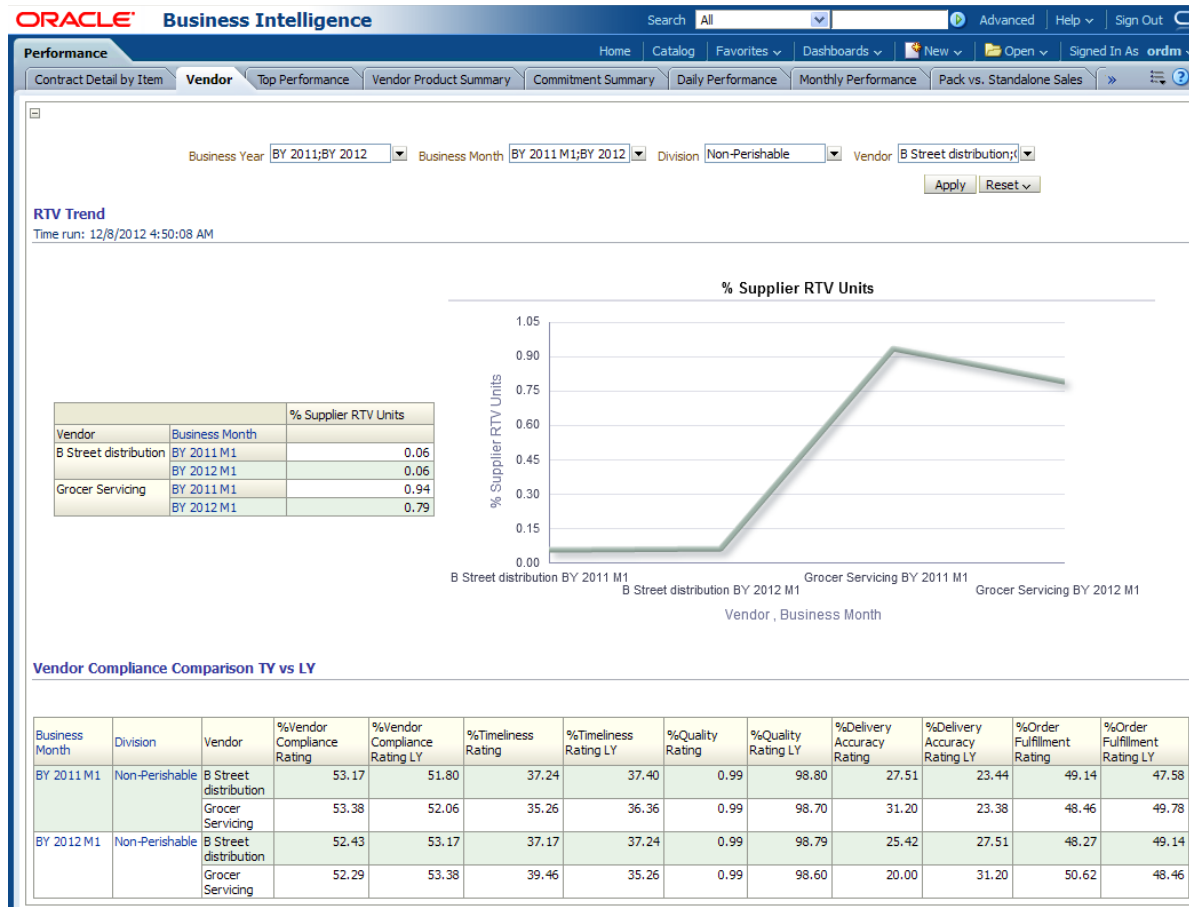 ORACLE Business Intelligence
Search All Advanced Help Sign Out
Performance
Home Catalog Favorites Dashboards New Open Signed In As ordm
Contract Detail by Item Vendor Top Performance Vendor Product Summary Commitment Summary Daily Performance Monthly Performance Pack vs. Standalone Sales »
Business Year BY 2011;BY 2012 Business Month BY 2011 M1;BY 2012 Division Non-Perishable Vendor B Street distribution;(
Apply Reset
RTV Trend
Time run: 12/8/2012 4:50:08 AM
% Supplier RTV Units
Vendor Business Month
B Street distribution BY 2011 M1 0.06
BY 2012 M1 0.06
Grocer Servicing BY 2011 M1 0.94
BY 2012 M1 0.79
% Supplier RTV Units
% Supplier RTV Units
1.05
0.90
0.75
0.60
0.45
0.30
0.15
0.00
B Street distribution BY 2011 M1
B Street distribution BY 2012 M1
Grocer Servicing BY 2011 M1
Grocer Servicing BY 2012 M1
Vendor , Business Month
Vendor Compliance Comparison TY vs LY
Business Month Division Vendor %Vendor Compliance Rating %Vendor Compliance Rating LY %Timeliness Rating %Timeliness Rating LY %Quality Rating %Quality Rating LY %Delivery Accuracy Rating %Delivery Accuracy Rating LY %Order Fulfillment Rating %Order Fulfillment Rating LY
BY 2011 M1 Non-Perishable B Street distribution 53.17 51.80 37.24 37.40 0.99 98.80 27.51 23.44 49.14 47.58
Grocer Servicing 53.38 52.06 35.26 36.36 0.99 98.70 31.20 23.38 48.46 49.78
BY 2012 M1 Non-Perishable B Street distribution 52.43 53.17 37.17 37.24 0.99 98.79 25.42 27.51 48.27 49.14
Grocer Servicing 52.29 53.38 39.46 35.26 0.99 98.60 20.00 31.20 50.62 48.46